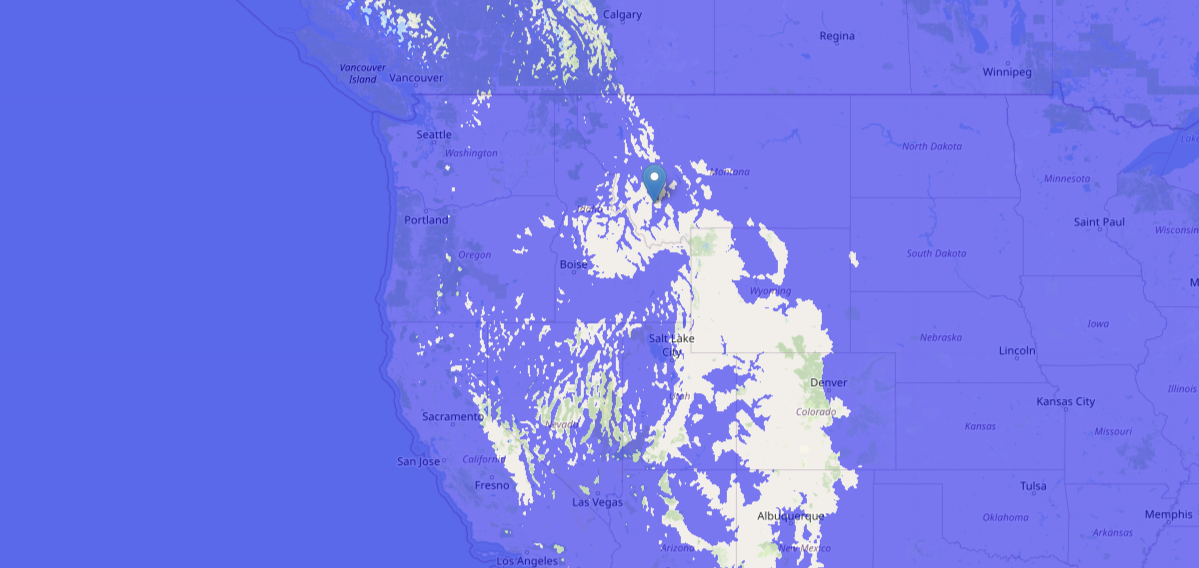 Calgary
Regina
Winnipeg
Vancouver
Island
Vancouver
Seattle
Washington
North Dakota
Montana
Minnesota
Portland
Saint Paul
Wisconsin
Oregon
South Dakota
Boise
Wyoming
Iowa
Nebraska
Salt Lake
City
Lincoln
Denver
Illinois
Utah
Kansas City
Colorado
Sacramento
Nevada
Kansas
Missouri
San Jose
California
Fresno
Las Vegas
Tulsa
Albuquerque
Oklahoma
Memphis
Arkansas
Arizona
New Mexico
Los Angeles